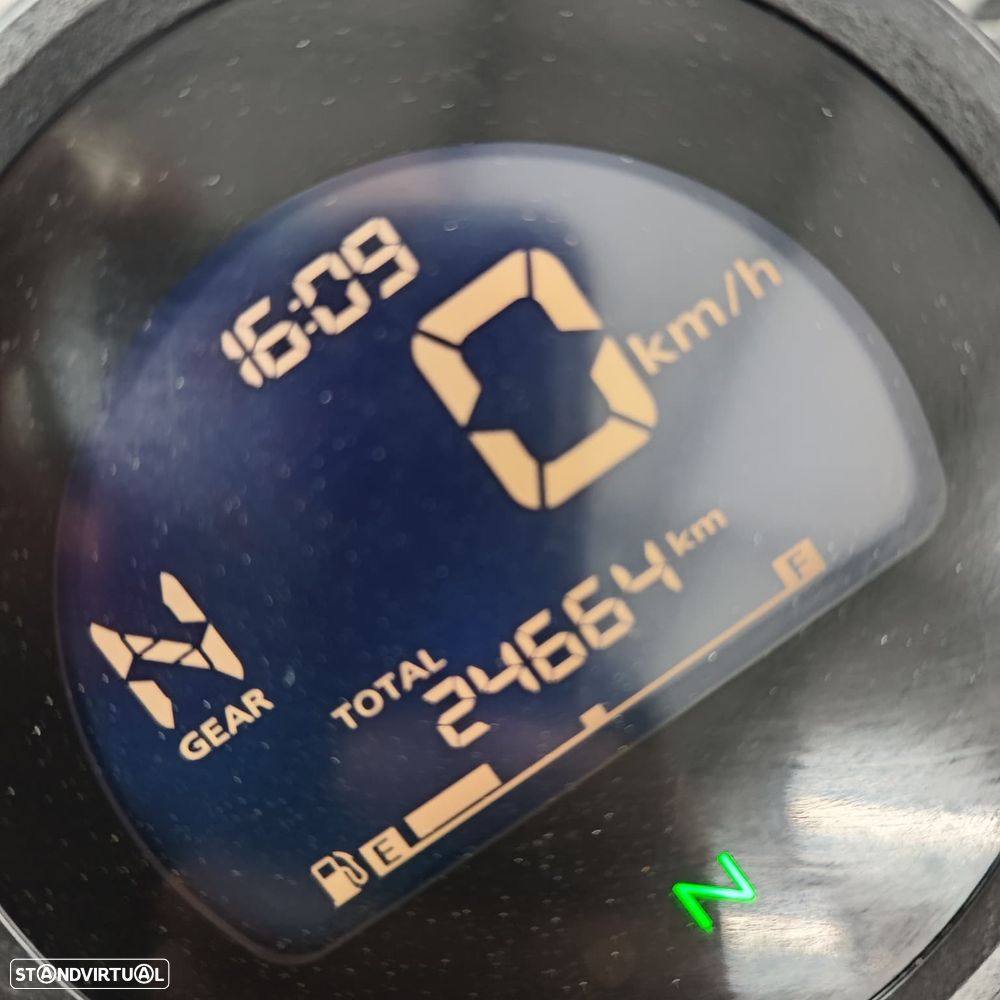 16:09
0 km/h
N
GEAR
TOTAL 24664 km
E F
N
STANDVIRTUAL